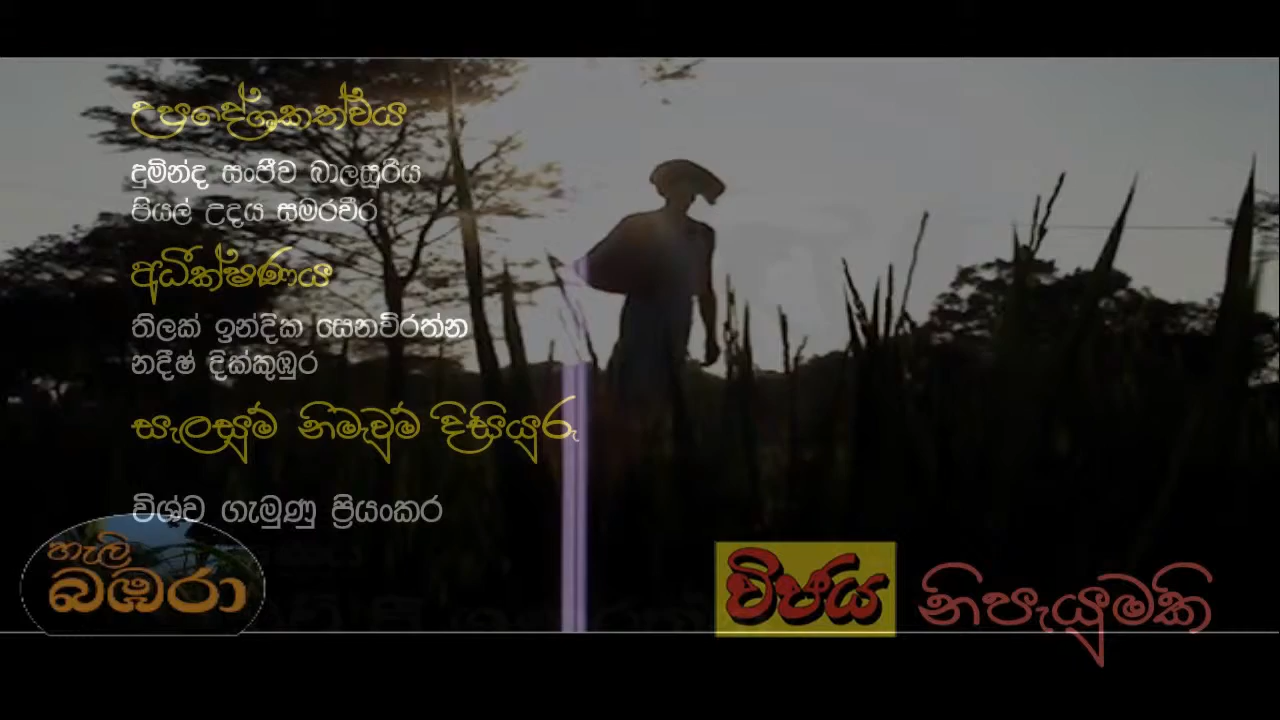 උපදේශකත්වය
දුමින්ද සංජීව බාලසූරිය
පියල් උදය සමරවීර
අධීක්ෂණය
තිලක් ඉන්දික සෙනවිරත්න
නදීෂ් දික්කුඹුර
සැලසුම් නිමැවුම් දිසියුරු
විශ්ව ගැමුණු ප්‍රියංකර
හැලි
බඹරා
විජය නිපැයුමකි